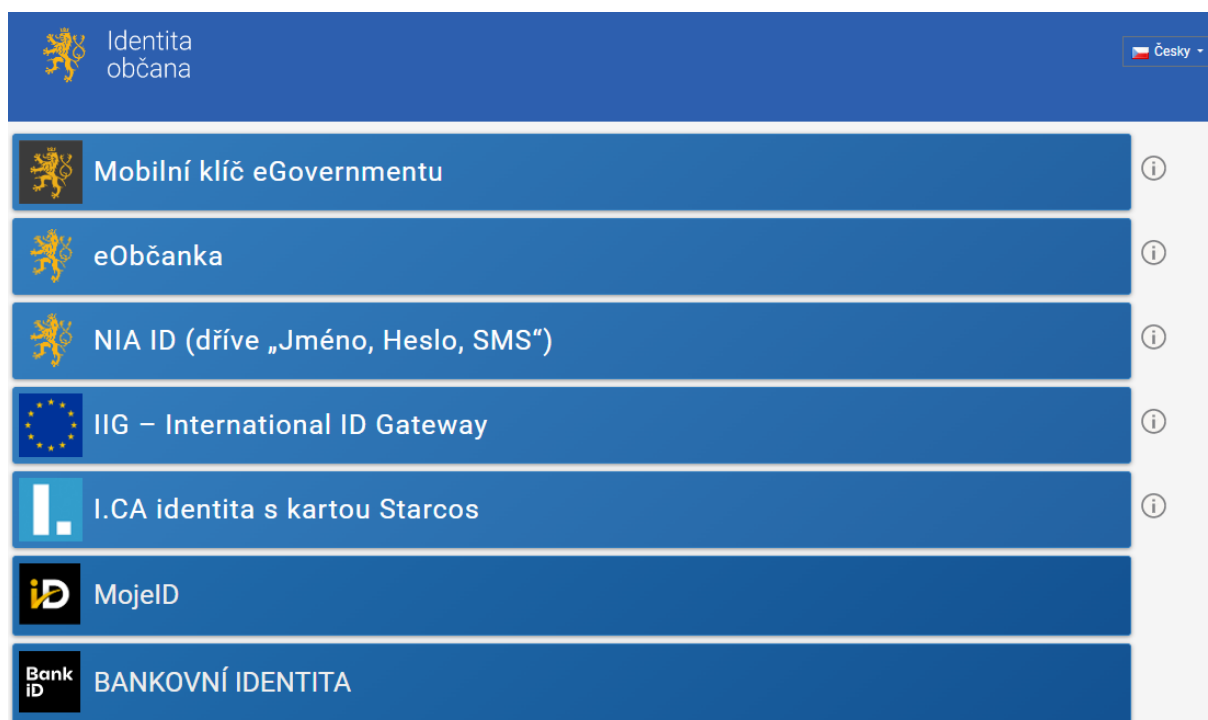 Identita
občana
Česky
Mobilní klíč eGovernmentu
eObčanka
NIA ID (dříve „Jméno, Heslo, SMS“)
IIG – International ID Gateway
I.CA identita s kartou Starcos
iD MojeID
Bank
iD
BANKOVNÍ IDENTITA